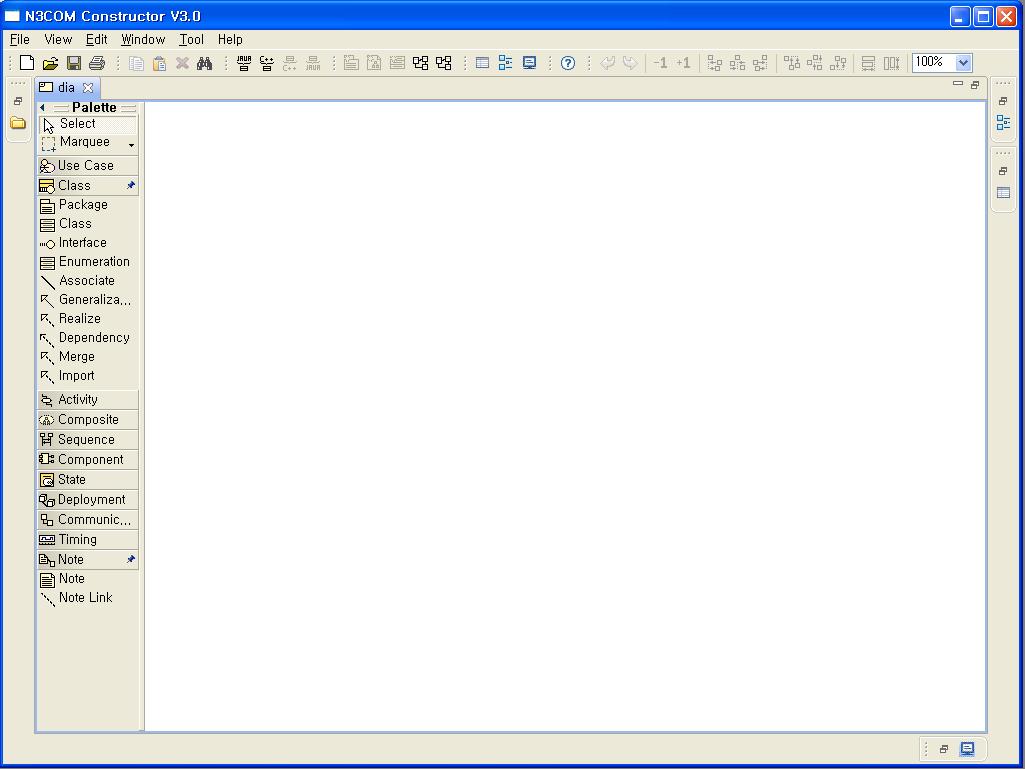 N3COM Constructor V3.0
File View Edit Window Tool Help
JAVA C++ C++ JAVA -1 +1 100%
dia
Palette
Select
Marquee
Use Case
Class
Package
Class
Interface
Enumeration
Associate
Generaliza...
Realize
Dependency
Merge
Import
Activity
Composite
Sequence
Component
State
Deployment
Communic...
Timing
Note
Note
Note Link